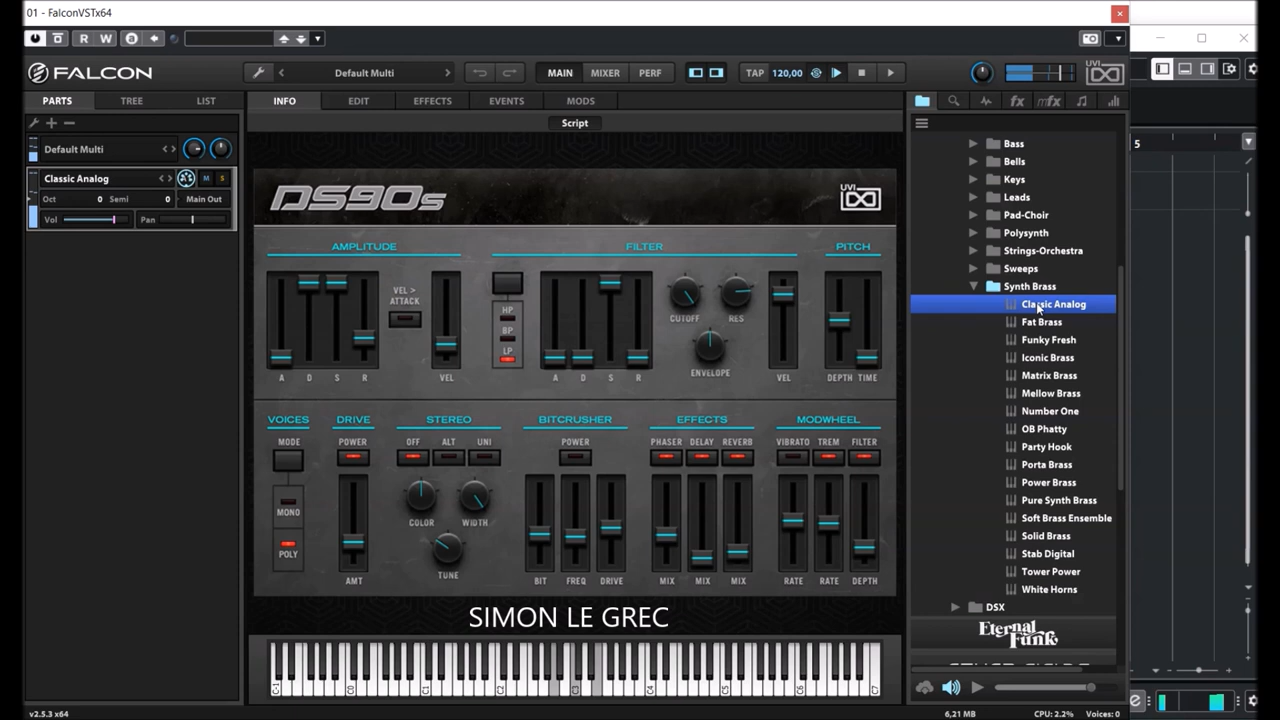 01 - FalconVSTx64
R W a
FALCON
Default Multi
MAIN MIXER PERF
TAP 120,00
UVI
PARTS TREE LIST
INFO EDIT EFFECTS EVENTS MODS
fx mfx
Script
5
Default Multi
Classic Analog M S
Oct 0 Semi 0 Main Out
Vol Pan
DS90s
UVI
AMPLITUDE FILTER PITCH
VEL >
ATTACK
HP
BP
LP
CUTOFF RES
ENVELOPE
A D S R VEL A D S R VEL DEPTH TIME
VOICES DRIVE STEREO BITCRUSHER EFFECTS MODWHEEL
MODE POWER OFF ALT UNI POWER PHASER DELAY REVERB VIBRATO TREM FILTER
MONO
COLOR WIDTH
POLY
TUNE
AMT BIT FREQ DRIVE MIX MIX MIX RATE RATE DEPTH
SIMON LE GREC
Bass
Bells
Keys
Leads
Pad-Choir
Polysynth
Strings-Orchestra
Sweeps
Synth Brass
Classic Analog
Fat Brass
Funky Fresh
Iconic Brass
Matrix Brass
Mellow Brass
Number One
OB Phatty
Party Hook
Porta Brass
Power Brass
Pure Synth Brass
Soft Brass Ensemble
Solid Brass
Stab Digital
Tower Power
White Horns
DSX
Eternal
Funk
v2.5.3 x64
6,21 MB CPU: 2.2% Voices: 0